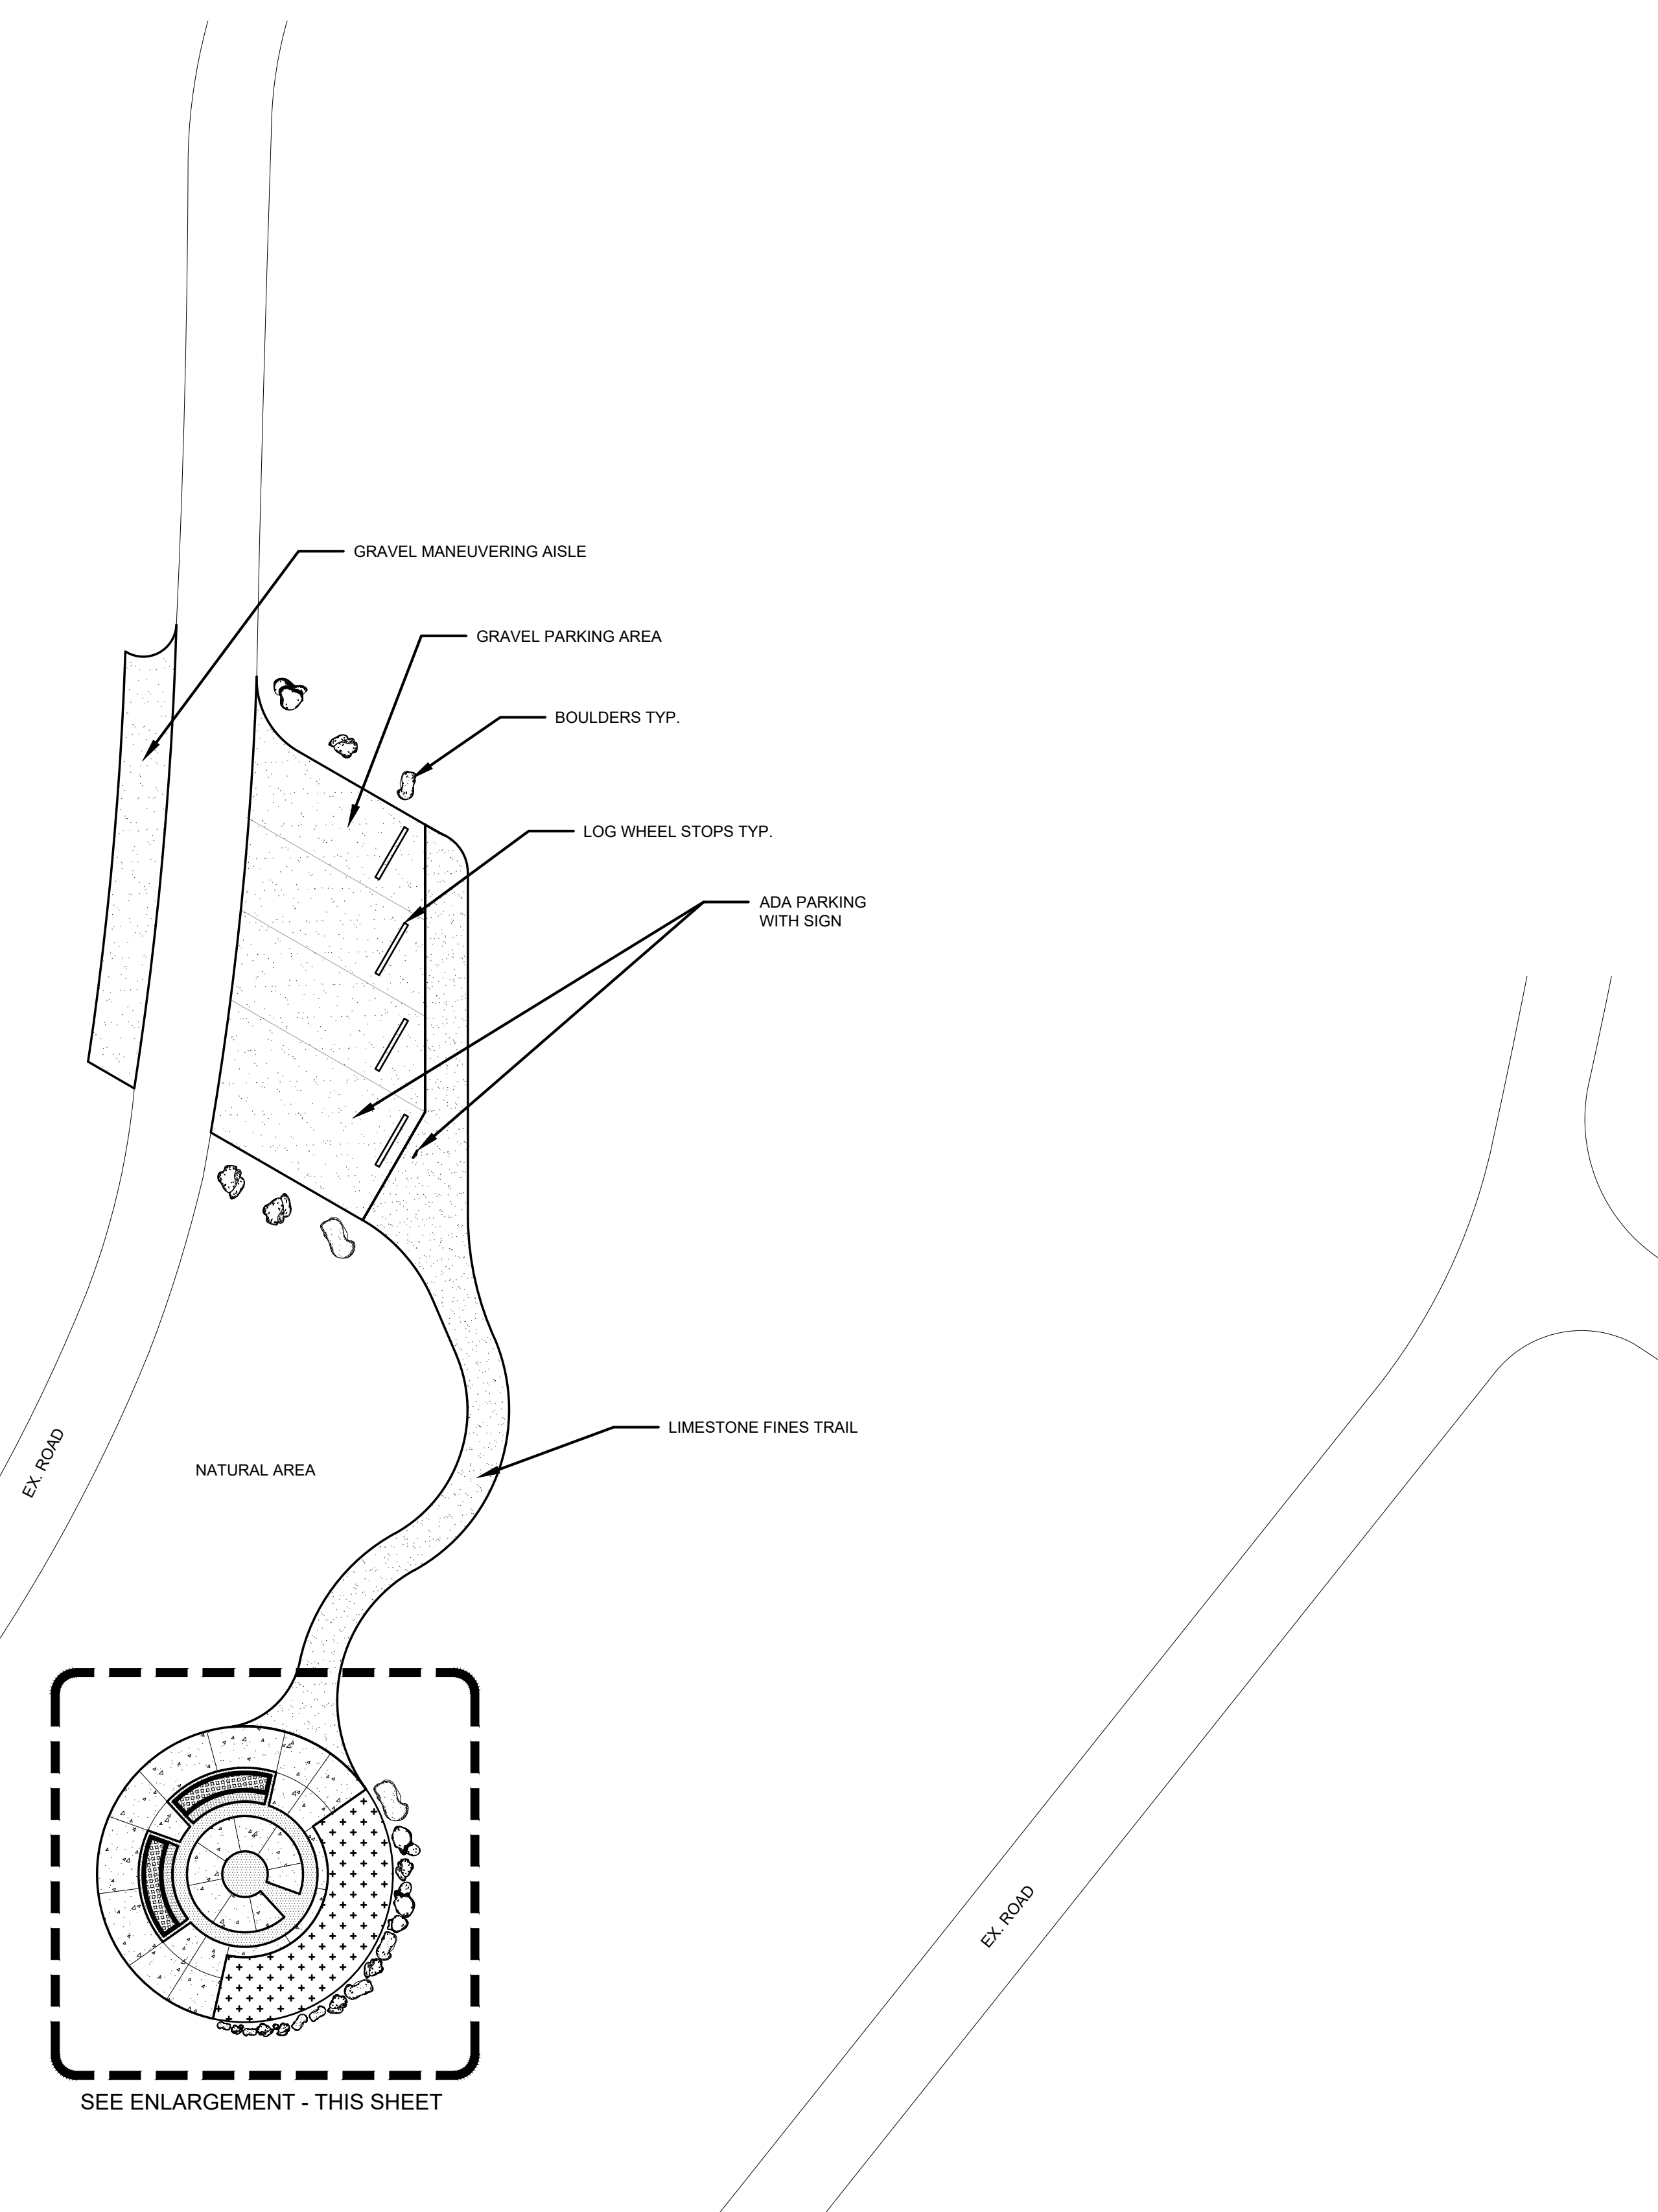 GRAVEL MANEUVERING AISLE
GRAVEL PARKING AREA
BOULDERS TYP.
LOG WHEEL STOPS TYP.
ADA PARKING
WITH SIGN
LIMESTONE FINES TRAIL
EX. ROAD
NATURAL AREA
EX. ROAD
SEE ENLARGEMENT - THIS SHEET